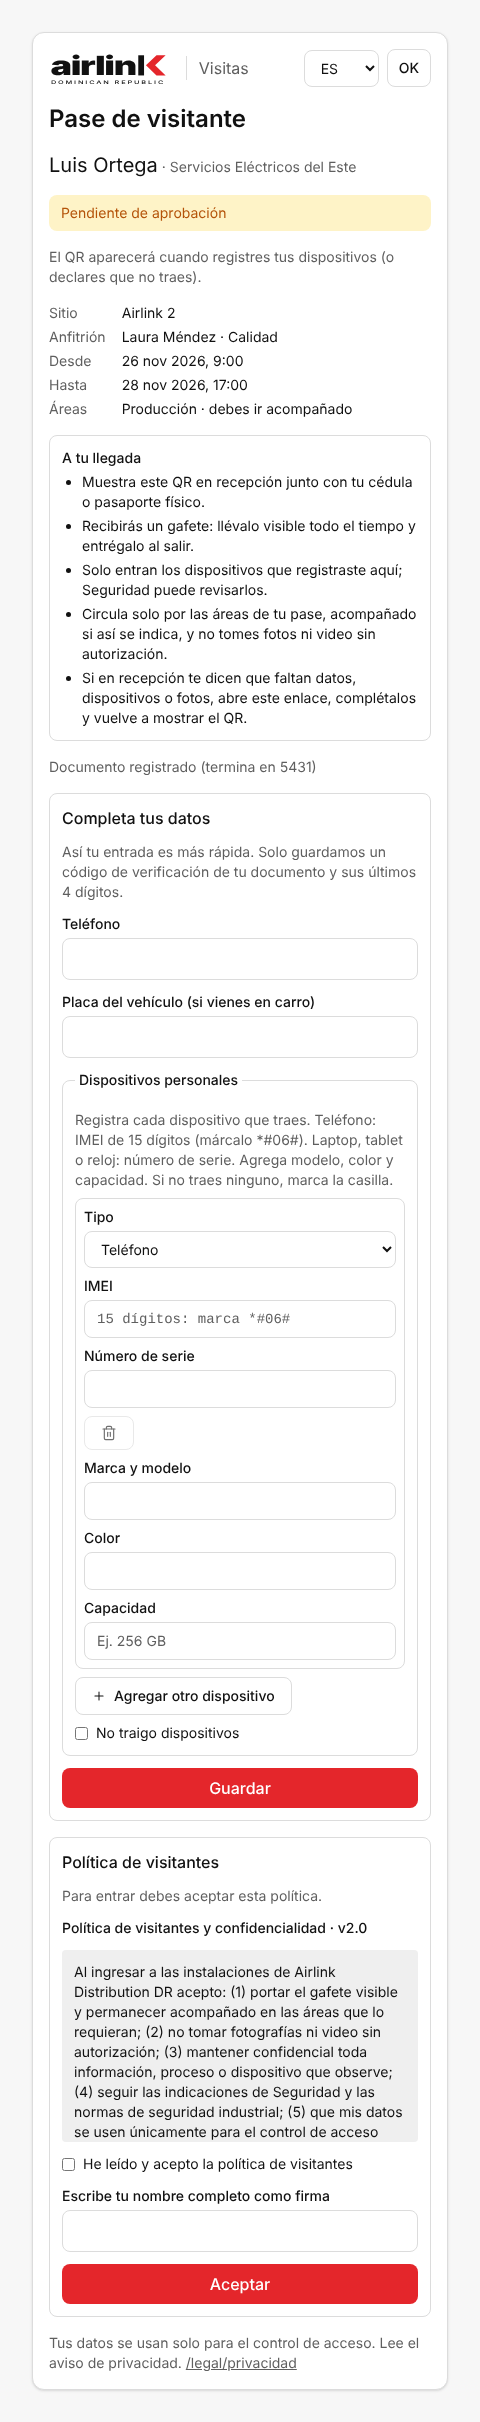 airlink
DOMINICAN REPUBLIC
Visitas
ES
OK
Pase de visitante
Luis Ortega · Servicios Eléctricos del Este
Pendiente de aprobación
El QR aparecerá cuando registres tus dispositivos (o
declares que no traes).
Sitio Airlink 2
Anfitrión Laura Méndez · Calidad
Desde 26 nov 2026, 9:00
Hasta 28 nov 2026, 17:00
Áreas Producción · debes ir acompañado
A tu llegada
• Muestra este QR en recepción junto con tu cédula
o pasaporte físico.
• Recibirás un gafete: llévalo visible todo el tiempo y
entrégalo al salir.
• Solo entran los dispositivos que registraste aquí;
Seguridad puede revisarlos.
• Circula solo por las áreas de tu pase, acompañado
si así se indica, y no tomes fotos ni video sin
autorización.
• Si en recepción te dicen que faltan datos,
dispositivos o fotos, abre este enlace, complétalos
y vuelve a mostrar el QR.
Documento registrado (termina en 5431)
Completa tus datos
Así tu entrada es más rápida. Solo guardamos un
código de verificación de tu documento y sus últimos
4 dígitos.
Teléfono
Placa del vehículo (si vienes en carro)
Dispositivos personales
Registra cada dispositivo que traes. Teléfono:
IMEI de 15 dígitos (márcalo *#06#). Laptop, tablet
o reloj: número de serie. Agrega modelo, color y
capacidad. Si no traes ninguno, marca la casilla.
Tipo
Teléfono
IMEI
15 dígitos: marca *#06#
Número de serie
Marca y modelo
Color
Capacidad
Ej. 256 GB
+ Agregar otro dispositivo
No traigo dispositivos
Guardar
Política de visitantes
Para entrar debes aceptar esta política.
Política de visitantes y confidencialidad · v2.0
Al ingresar a las instalaciones de Airlink
Distribution DR acepto: (1) portar el gafete visible
y permanecer acompañado en las áreas que lo
requieran; (2) no tomar fotografías ni video sin
autorización; (3) mantener confidencial toda
información, proceso o dispositivo que observe;
(4) seguir las indicaciones de Seguridad y las
normas de seguridad industrial; (5) que mis datos
se usen únicamente para el control de acceso
He leído y acepto la política de visitantes
Escribe tu nombre completo como firma
Aceptar
Tus datos se usan solo para el control de acceso. Lee el
aviso de privacidad. /legal/privacidad